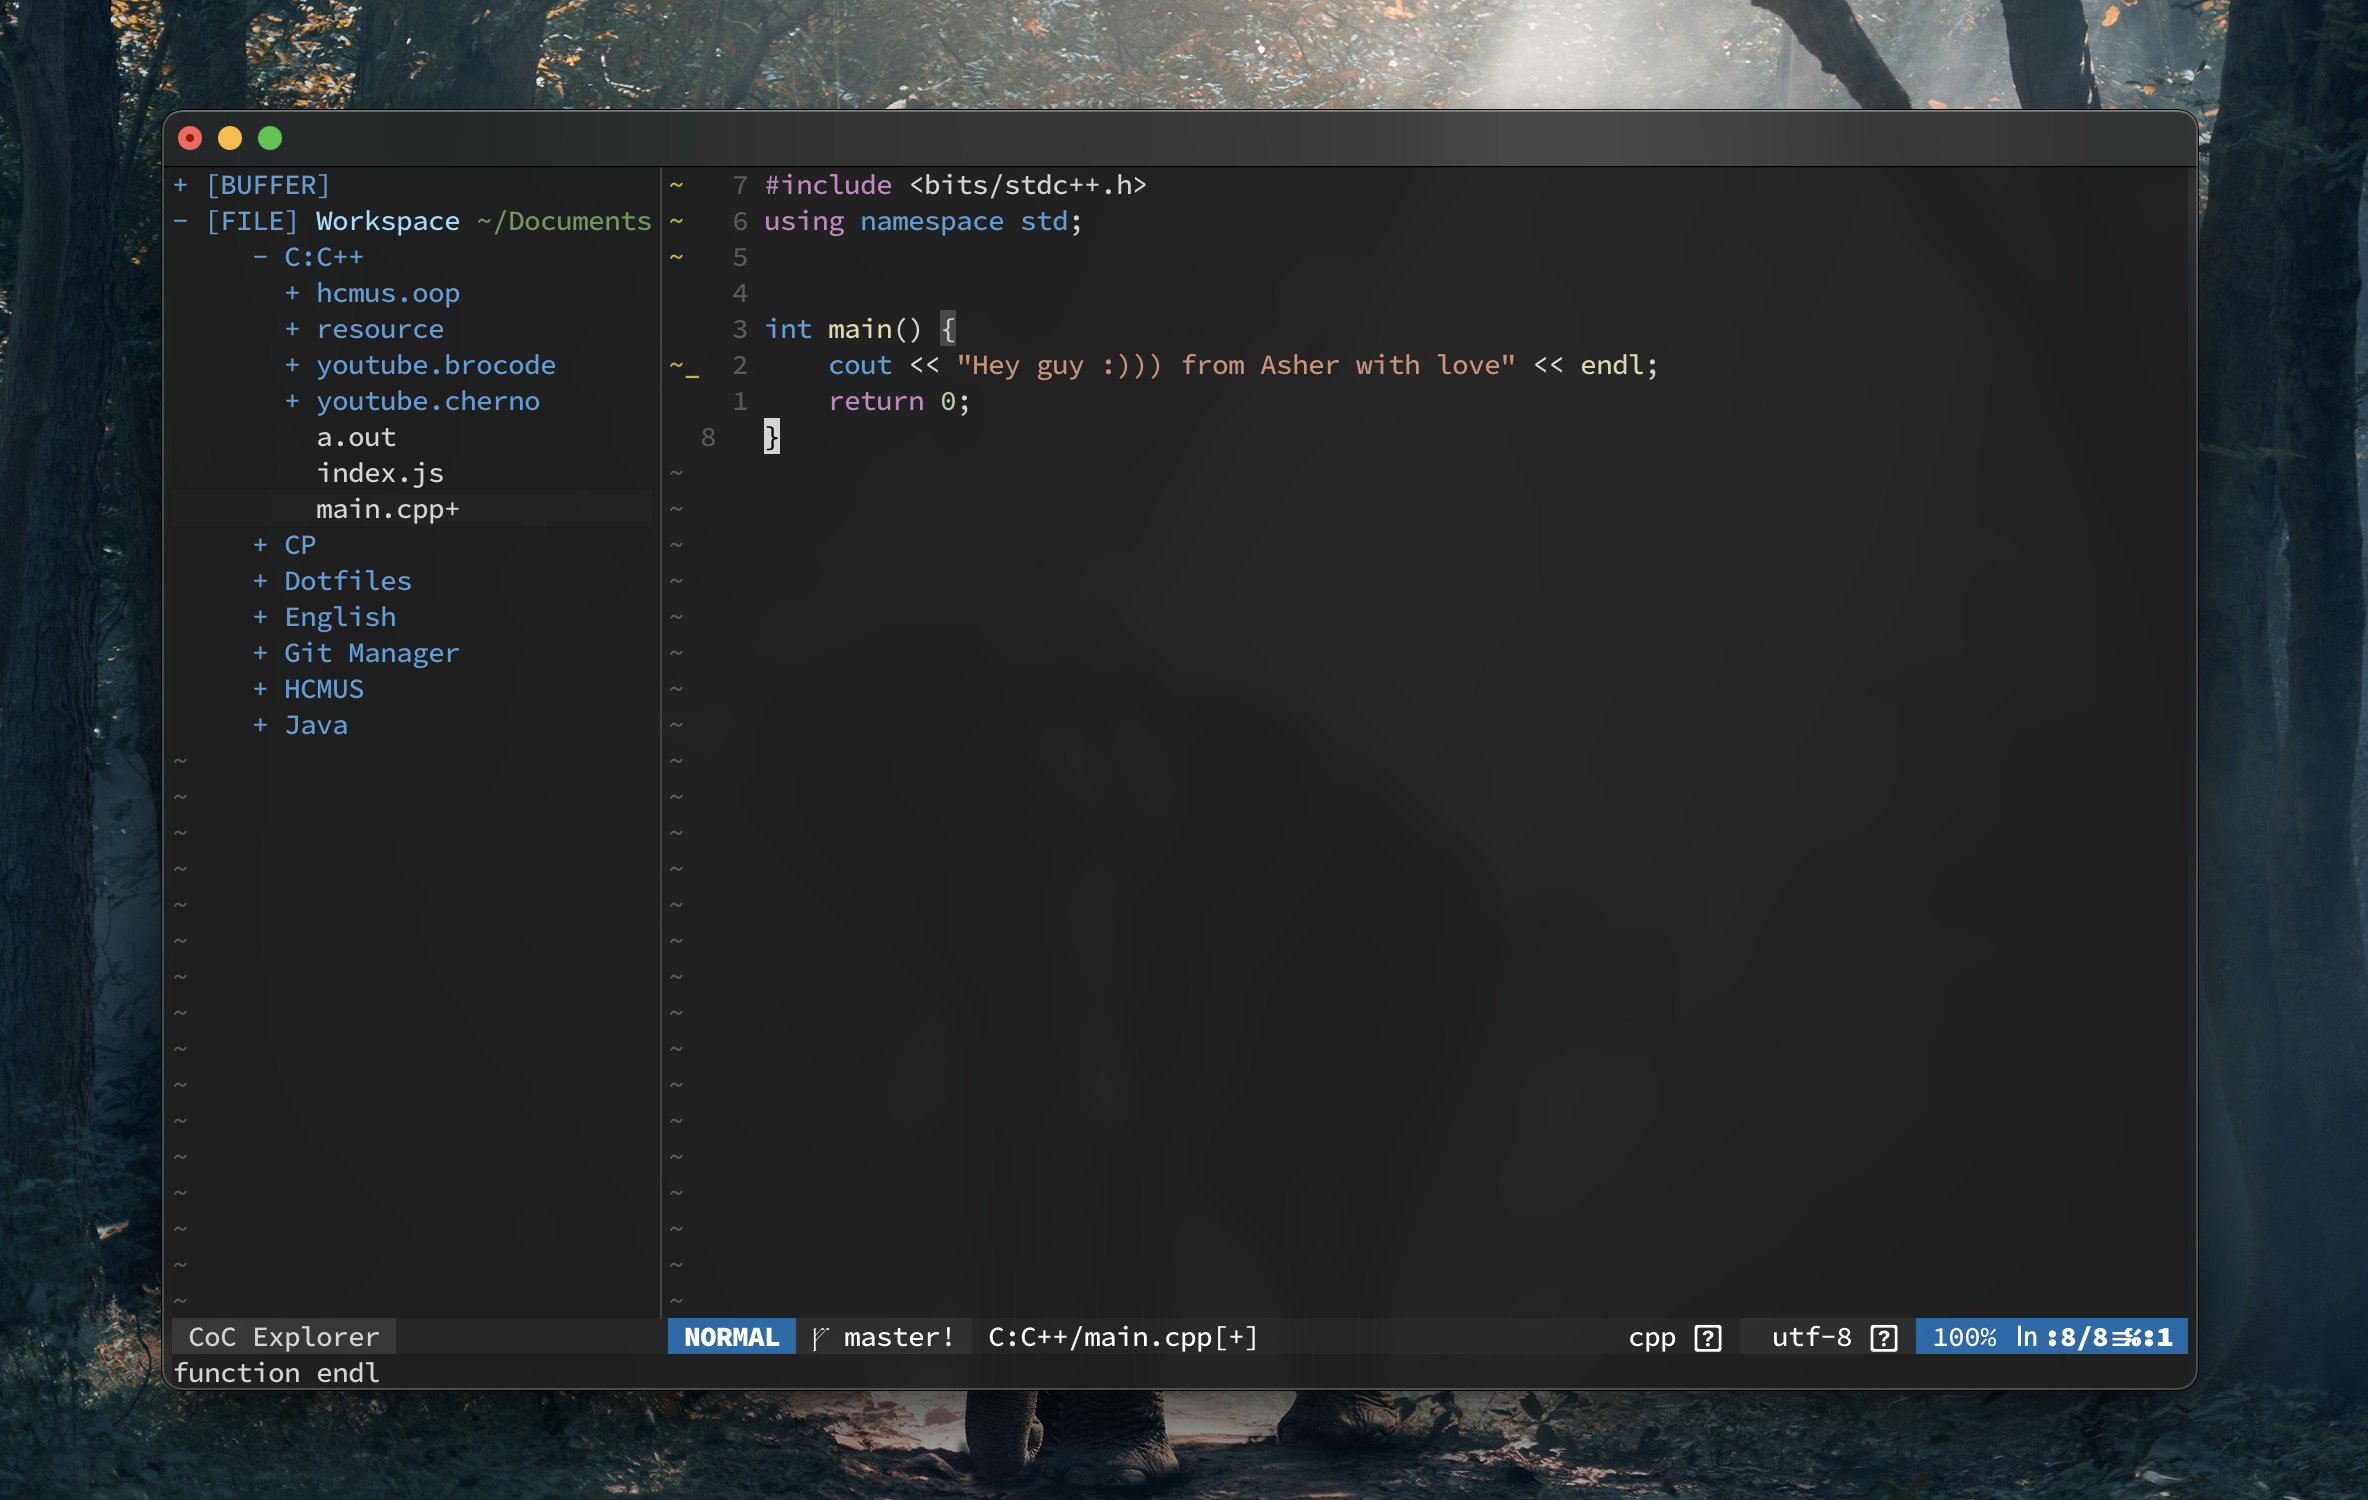 + [BUFFER]
- [FILE] Workspace ~/Documents
- C:C++
+ hcmus.oop
+ resource
+ youtube.brocode
+ youtube.cherno
a.out
index.js
main.cpp+
+ CP
+ Dotfiles
+ English
+ Git Manager
+ HCMUS
+ Java
~ 7 #include <bits/stdc++.h>
~ 6 using namespace std;
~ 5
4
3 int main() {
~_ 2 cout << "Hey guy :))) from Asher with love" << endl;
1 return 0;
8 }
CoC Explorer
NORMAL master! C:C++/main.cpp[+] cpp utf-8 100% ln :8/8
function endl